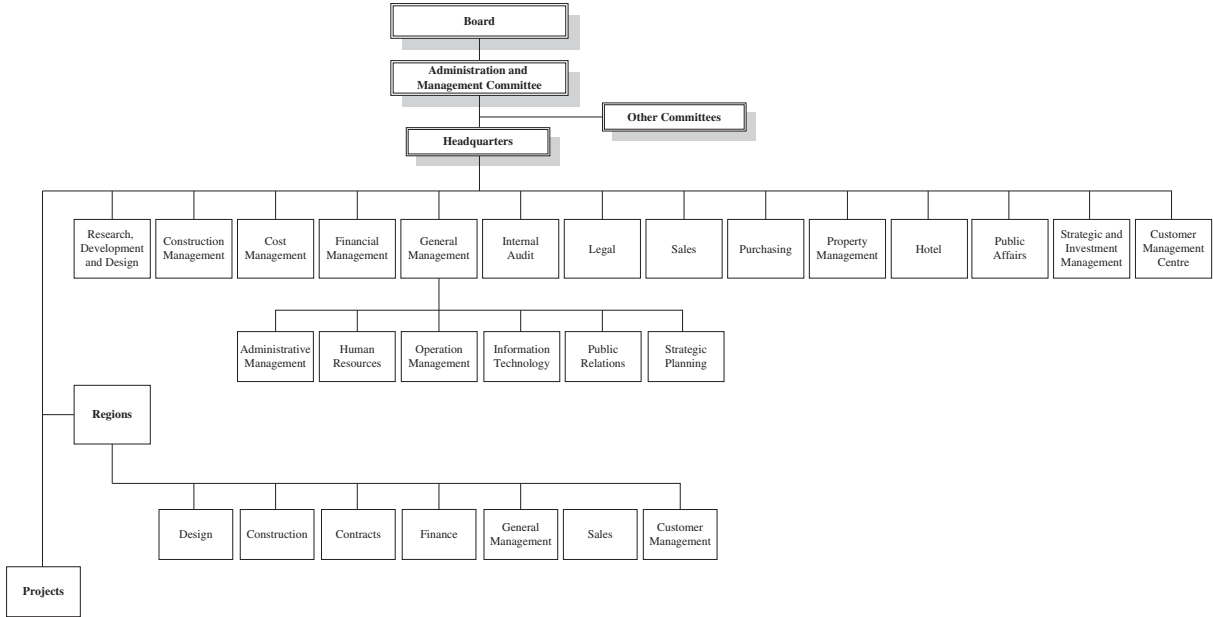 Board
Administration and
Management Committee
Other Committees
Headquarters
Research,
Development
and Design
Construction
Management
Cost
Management
Financial
Management
General
Management
Internal
Audit
Legal
Sales
Purchasing
Property
Management
Hotel
Public
Affairs
Strategic and
Investment
Management
Customer
Management
Centre
Administrative
Management
Human
Resources
Operation
Management
Information
Technology
Public
Relations
Strategic
Planning
Regions
Design
Construction
Contracts
Finance
General
Management
Sales
Customer
Management
Projects